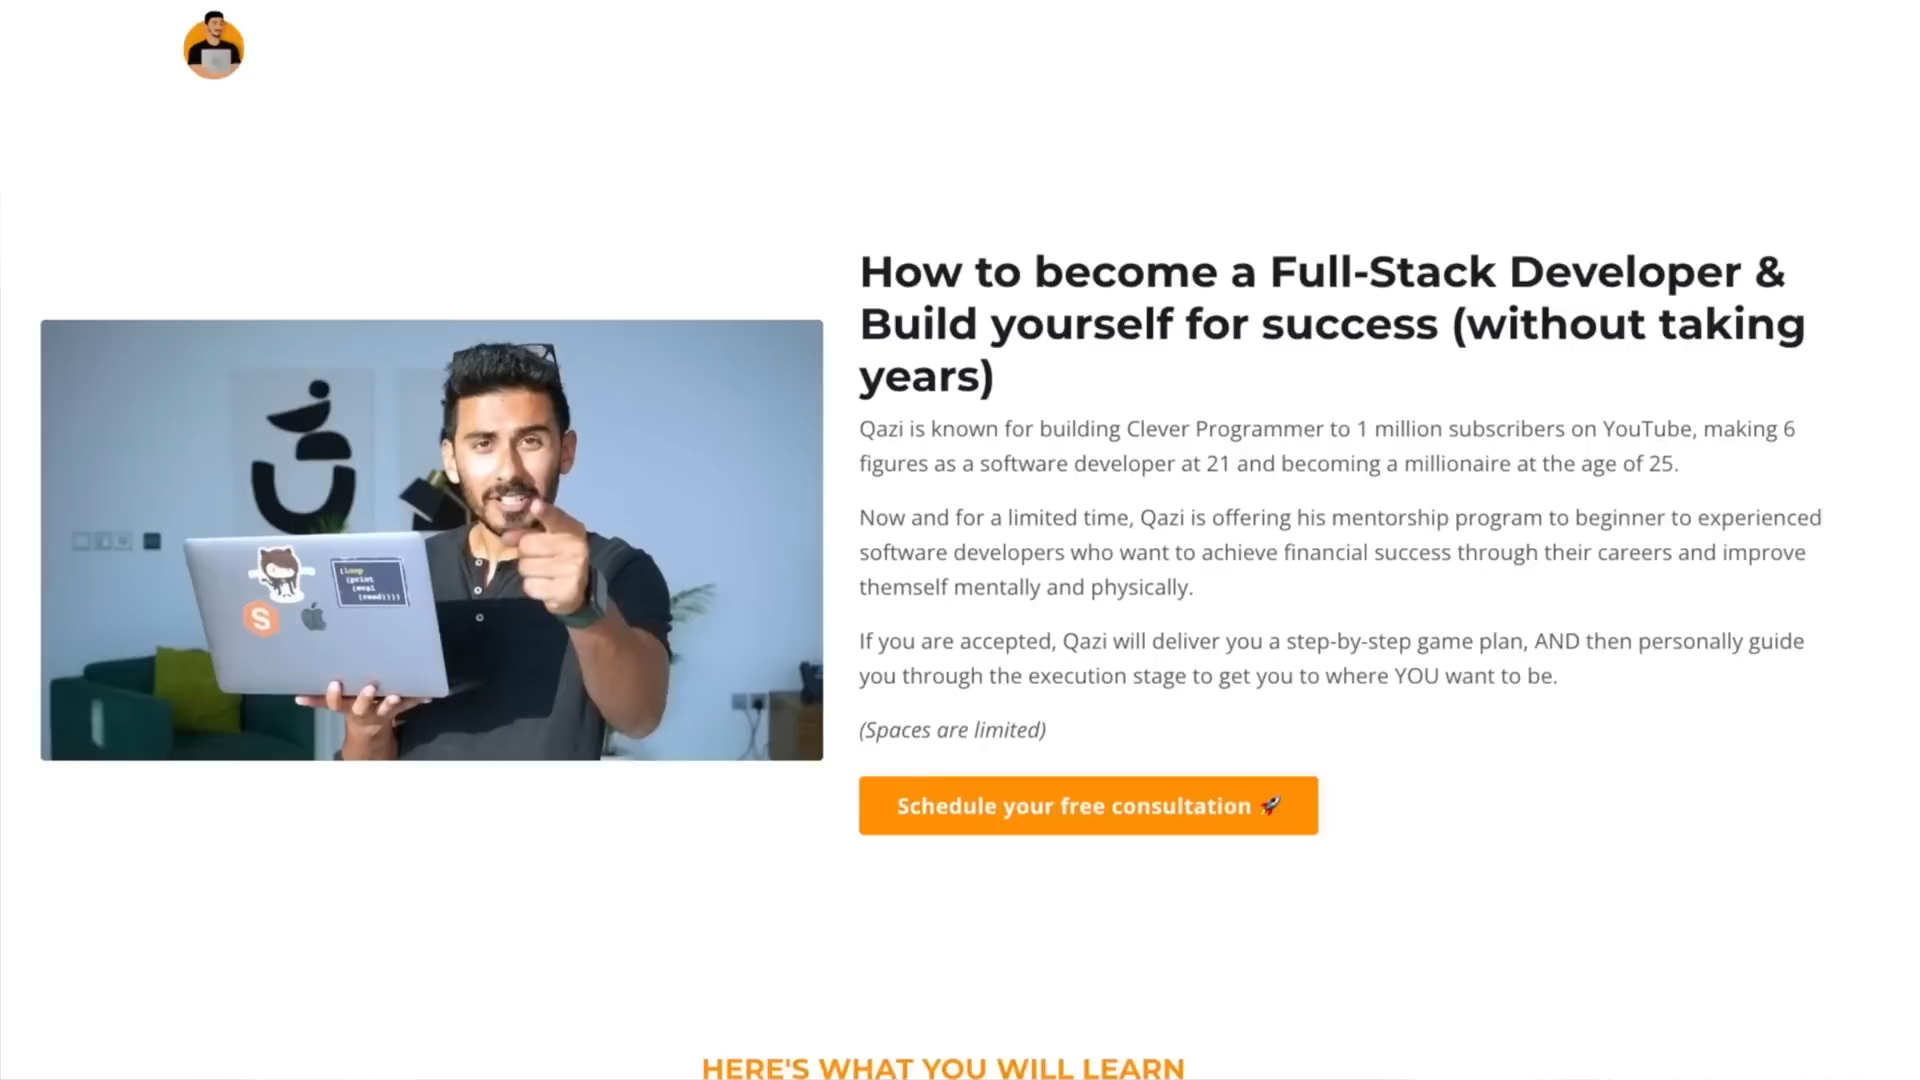 How to become a Full-Stack Developer &
Build yourself for success (without taking
years)
Qazi is known for building Clever Programmer to 1 million subscribers on YouTube, making 6
figures as a software developer at 21 and becoming a millionaire at the age of 25.
Now and for a limited time, Qazi is offering his mentorship program to beginner to experienced
software developers who want to achieve financial success through their careers and improve
themself mentally and physically.
If you are accepted, Qazi will deliver you a step-by-step game plan, AND then personally guide
you through the execution stage to get you to where YOU want to be.
(Spaces are limited)
Schedule your free consultation 🚀
(loop
(print
(eval
(read))))
S
HERE'S WHAT YOU WILL LEARN